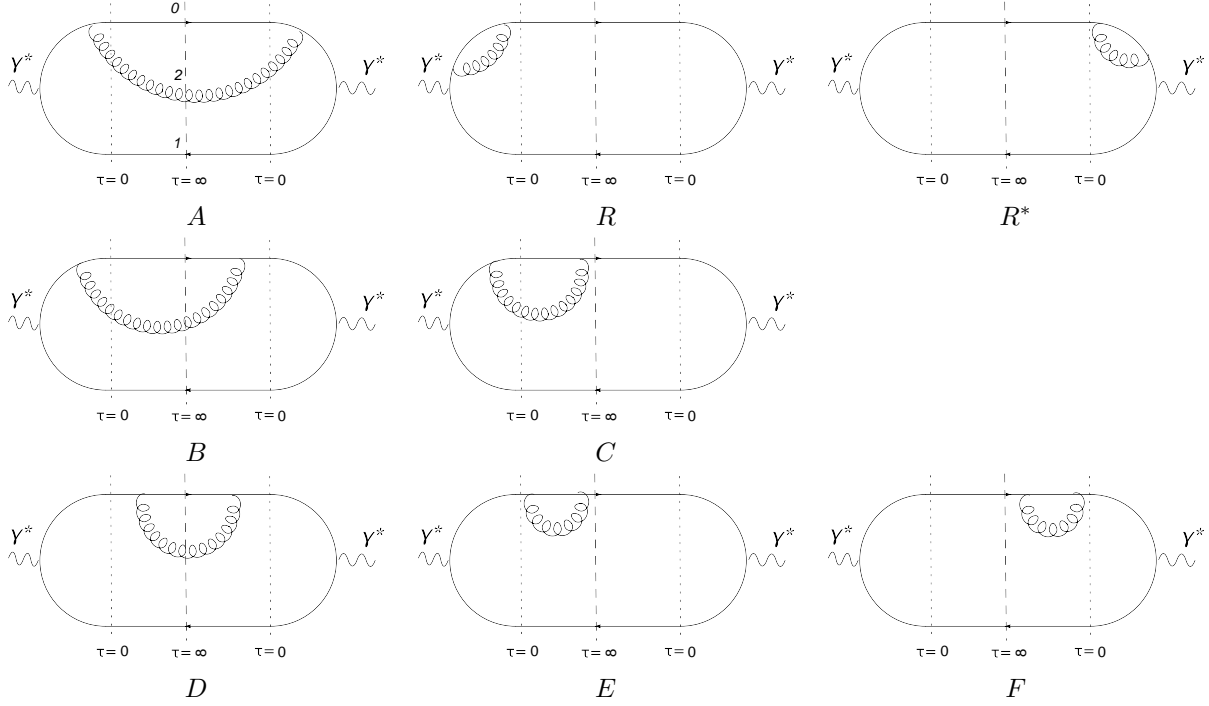 0
γ* 2 γ* γ* γ* γ* γ*
1
τ=0 τ=∞ τ=0 τ=0 τ=∞ τ=0 τ=0 τ=∞ τ=0
A R R*
γ* γ* γ* γ*
τ=0 τ=∞ τ=0 τ=0 τ=∞ τ=0
B C
γ* γ* γ* γ* γ* γ*
τ=0 τ=∞ τ=0 τ=0 τ=∞ τ=0 τ=0 τ=∞ τ=0
D E F